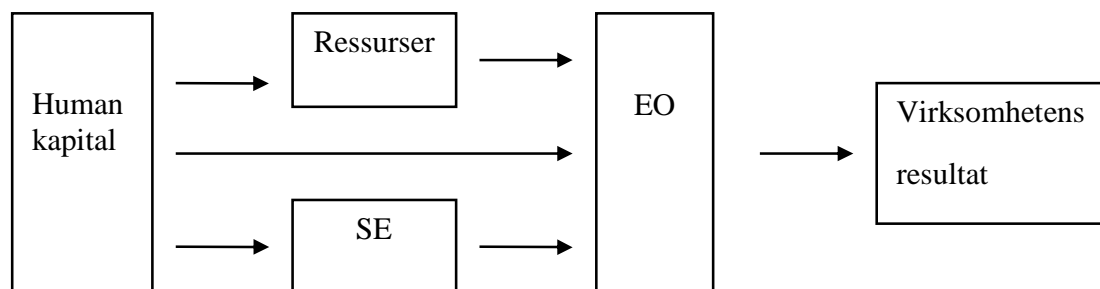 Human
kapital
Ressurser
SE
EO
Virksomhetens
resultat